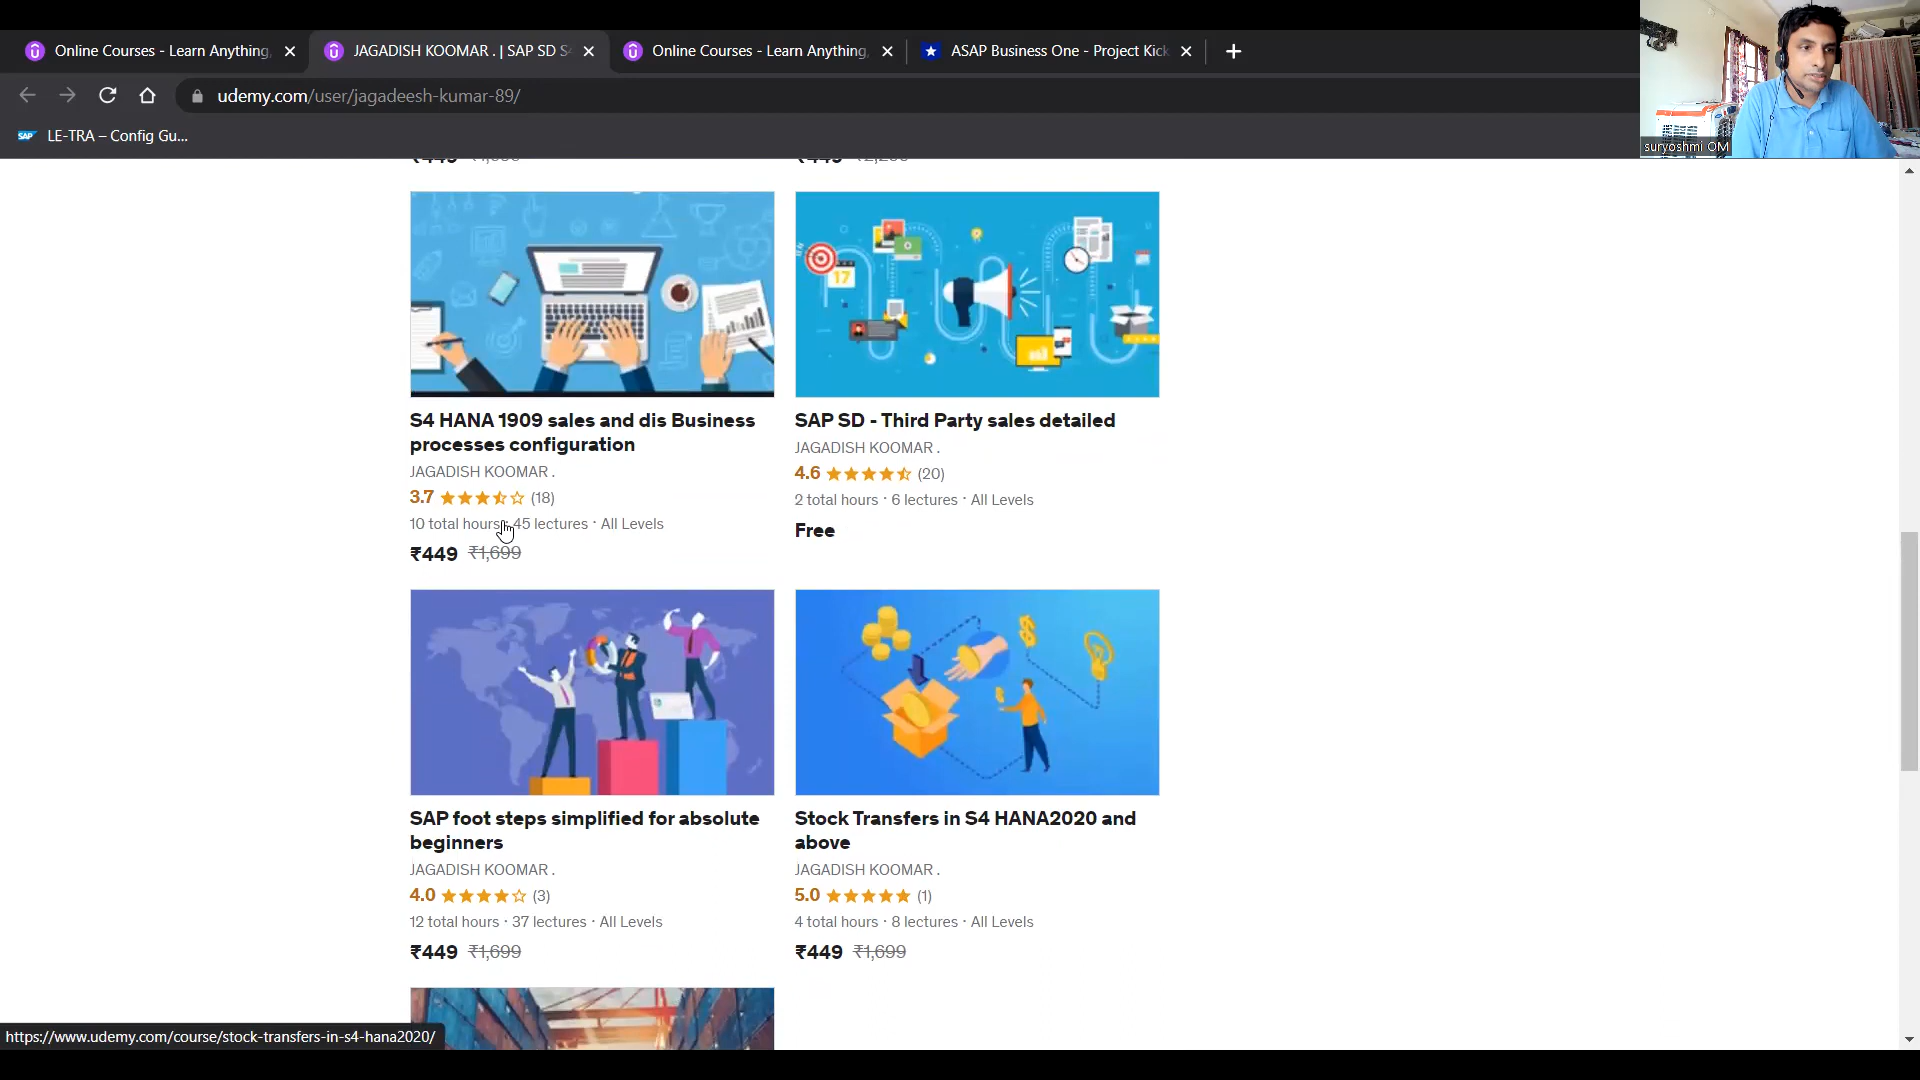 Online Courses - Learn Anything,
JAGADISH KOOMAR . | SAP SD S
Online Courses - Learn Anything,
ASAP Business One - Project Kick
udemy.com/user/jagadeesh-kumar-89/
SAP LE-TRA – Config Gu...
suryoshmi OM
₹449
17
S4 HANA 1909 sales and dis Business
processes configuration
JAGADISH KOOMAR .
3.7 (18)
10 total hours · 45 lectures · All Levels
₹449 ₹1,699
SAP SD - Third Party sales detailed
JAGADISH KOOMAR .
4.6 (20)
2 total hours · 6 lectures · All Levels
Free
SAP foot steps simplified for absolute
beginners
JAGADISH KOOMAR .
4.0 (3)
12 total hours · 37 lectures · All Levels
₹449 ₹1,699
Stock Transfers in S4 HANA2020 and
above
JAGADISH KOOMAR .
5.0 (1)
4 total hours · 8 lectures · All Levels
₹449 ₹1,699
https://www.udemy.com/course/stock-transfers-in-s4-hana2020/